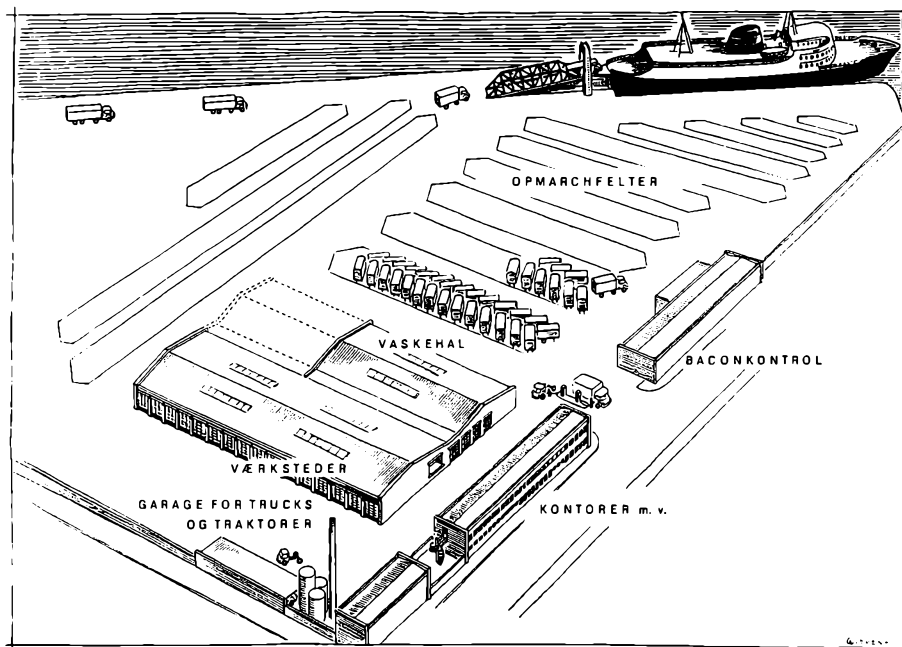 OPMARCHFELTER
VASKEHAL
BACONKONTROL
VÆRKSTEDER
GARAGE FOR TRUCKS
OG TRAKTORER
KONTORER m. v.